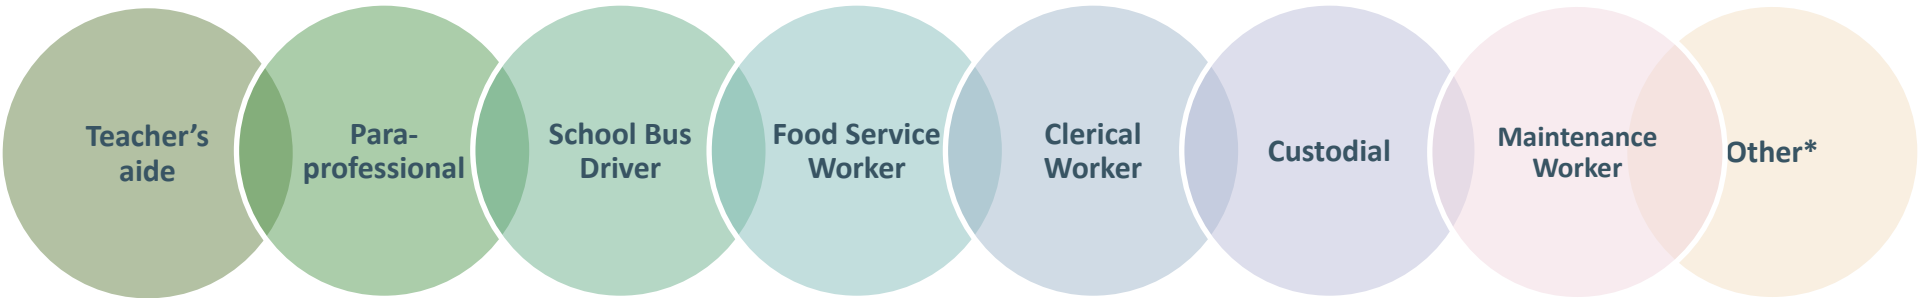 Teacher’s
aide
Para-
professional
School Bus
Driver
Food Service
Worker
Clerical
Worker
Custodial
Maintenance
Worker
Other*